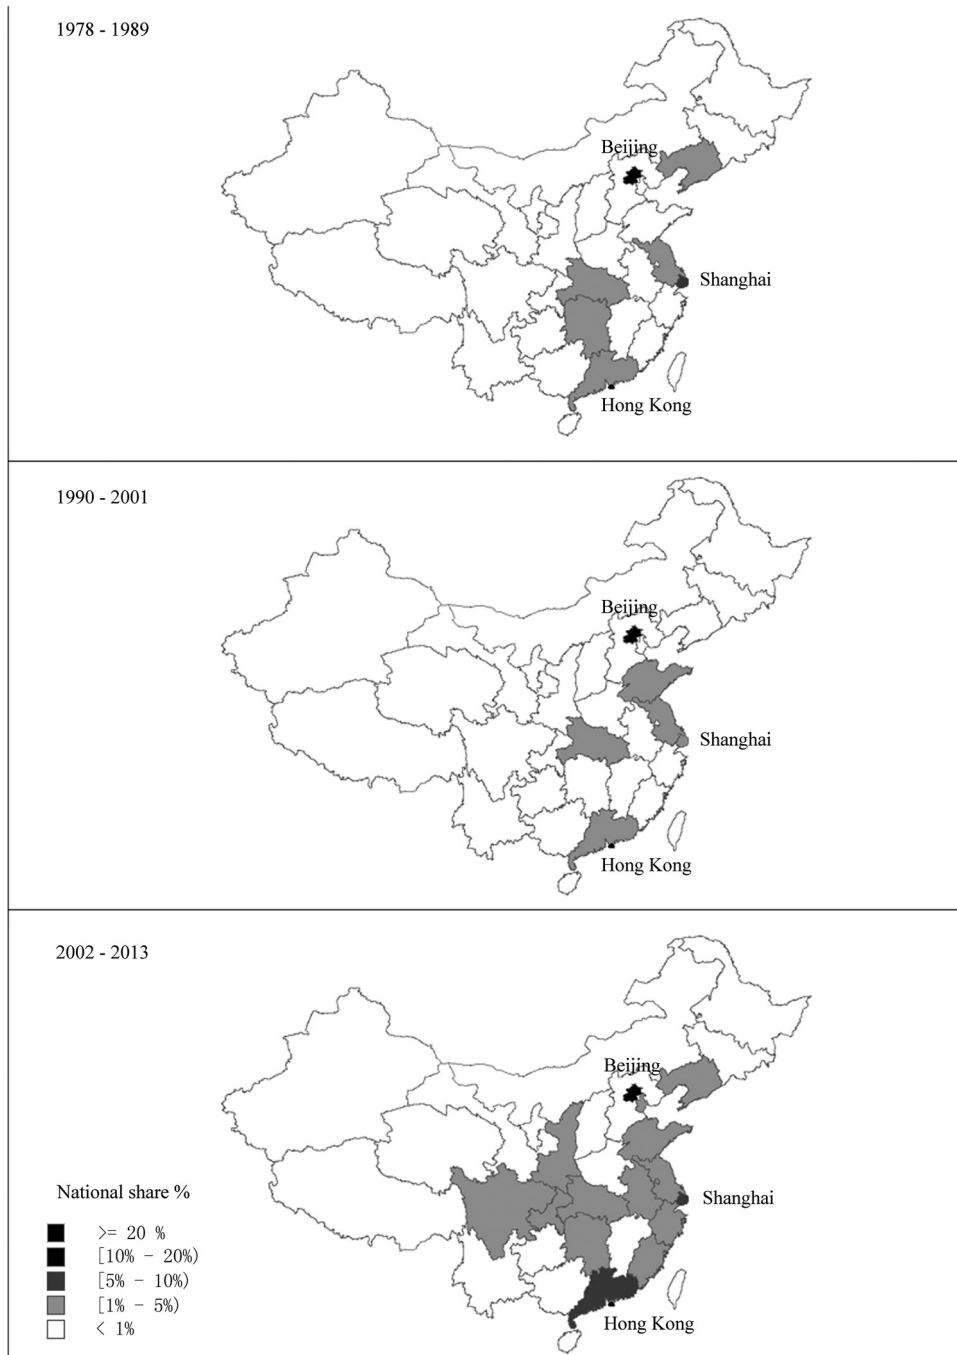 1978 - 1989
Beijing
Shanghai
Hong Kong
1990 - 2001
Beijing
Shanghai
Hong Kong
2002 - 2013
Beijing
Shanghai
Hong Kong
National share %
>= 20 %
[10% - 20%)
[5% - 10%)
[1% - 5%)
< 1%